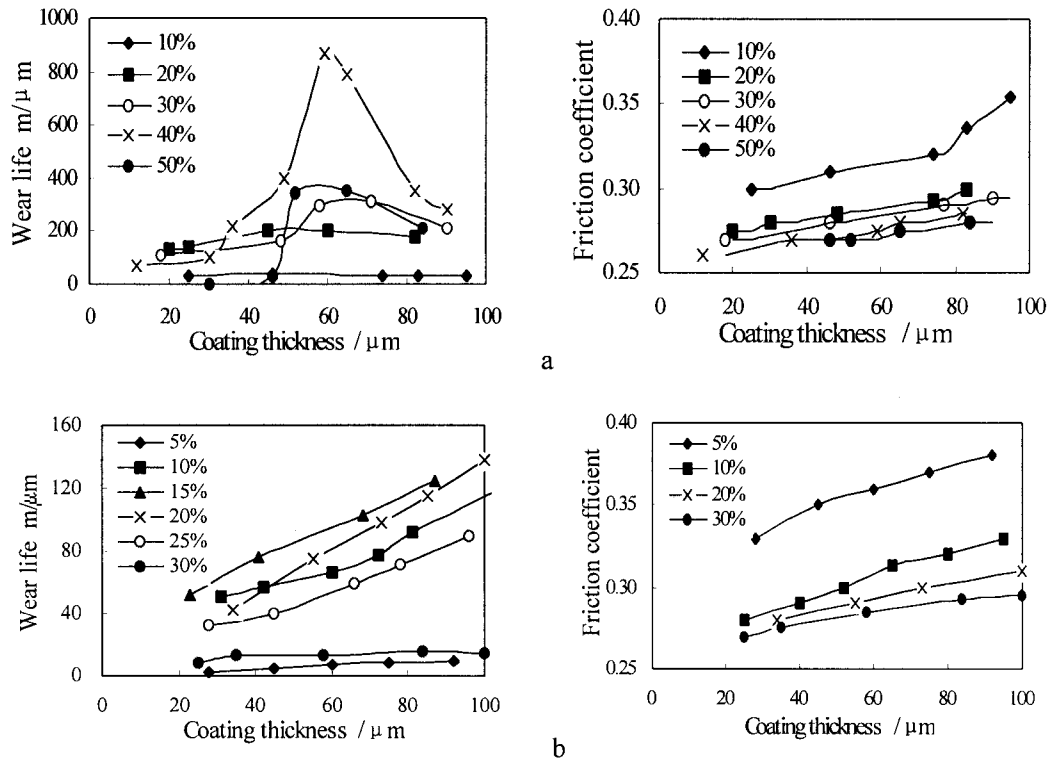 Wear life m/μm
1000
800
600
400
200
0
10%
20%
30%
40%
50%
0 20 40 60 80 100
Coating thickness / μm
Friction coefficient
0.40
0.35
0.30
0.25
10%
20%
30%
40%
50%
0 20 40 60 80 100
Coating thickness / μm
a
Wear life m/μm
160
120
80
40
0
5%
10%
15%
20%
25%
30%
0 20 40 60 80 100
Coating thickness / μm
Friction coefficient
0.40
0.35
0.30
0.25
5%
10%
20%
30%
0 20 40 60 80 100
Coating thickness / μm
b